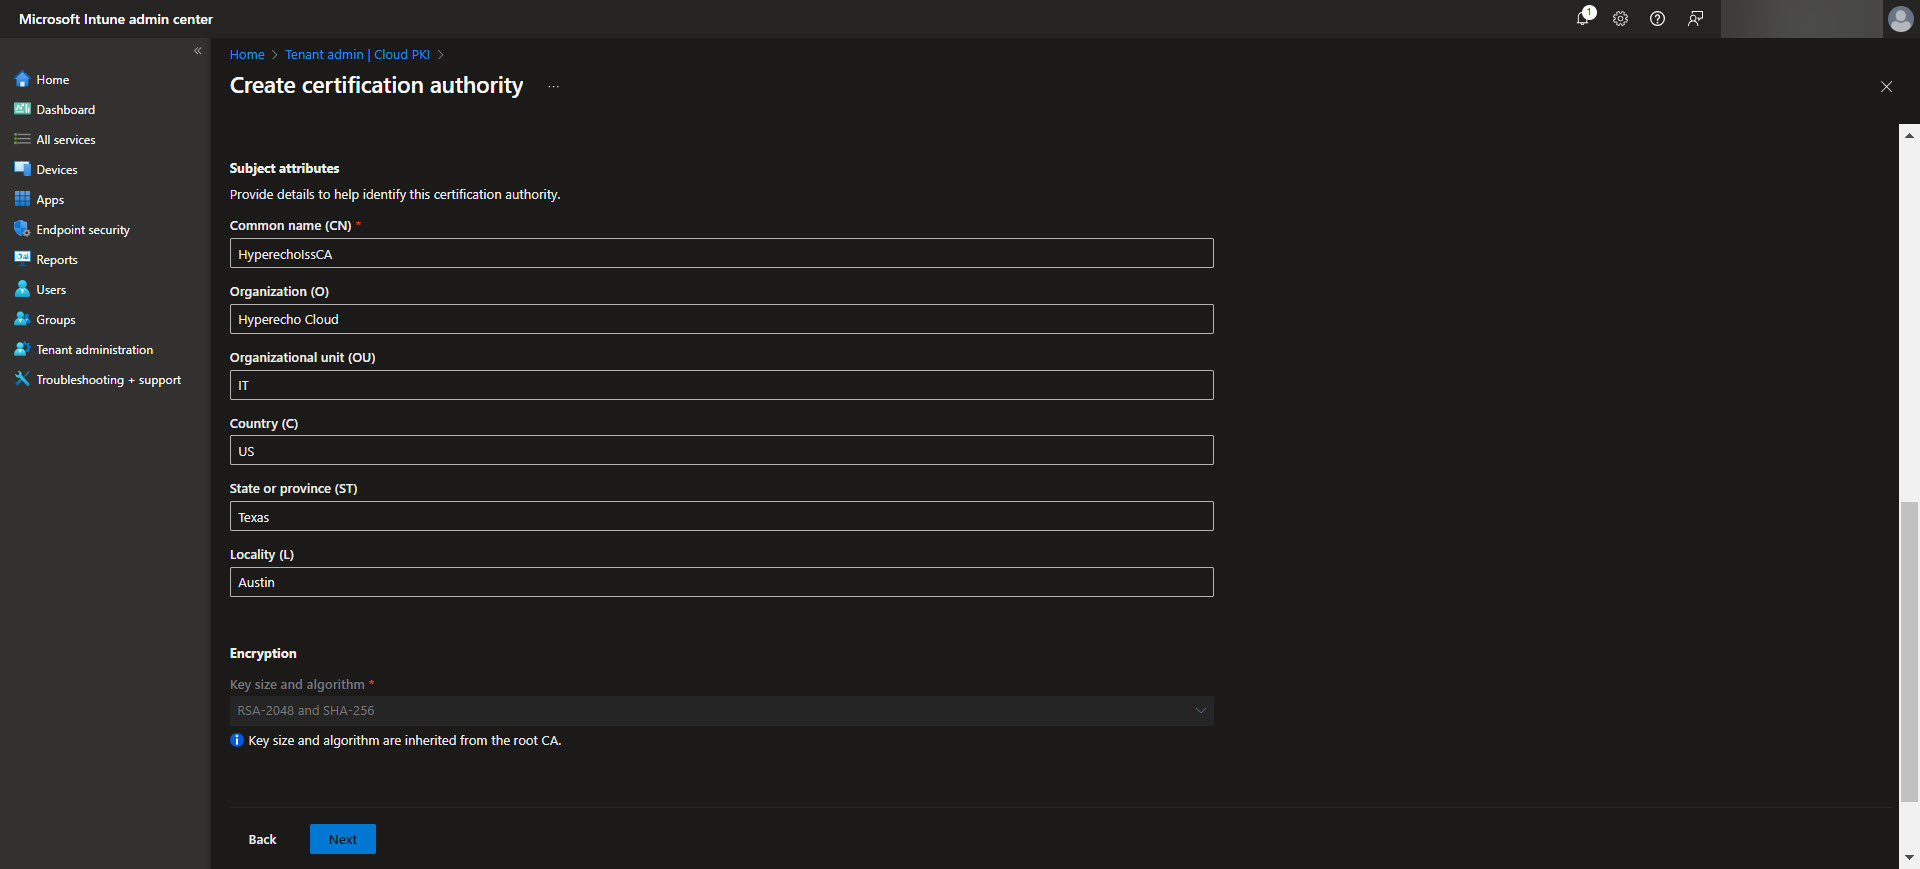 Microsoft Intune admin center
1
«
Home > Tenant admin | Cloud PKI >
Create certification authority ...
Home
Dashboard
All services
Devices
Apps
Endpoint security
Reports
Users
Groups
Tenant administration
Troubleshooting + support
Subject attributes
Provide details to help identify this certification authority.
Common name (CN) *
HyperechoIssCA
Organization (O)
Hyperecho Cloud
Organizational unit (OU)
IT
Country (C)
US
State or province (ST)
Texas
Locality (L)
Austin
Encryption
Key size and algorithm *
RSA-2048 and SHA-256
Key size and algorithm are inherited from the root CA.
Back
Next